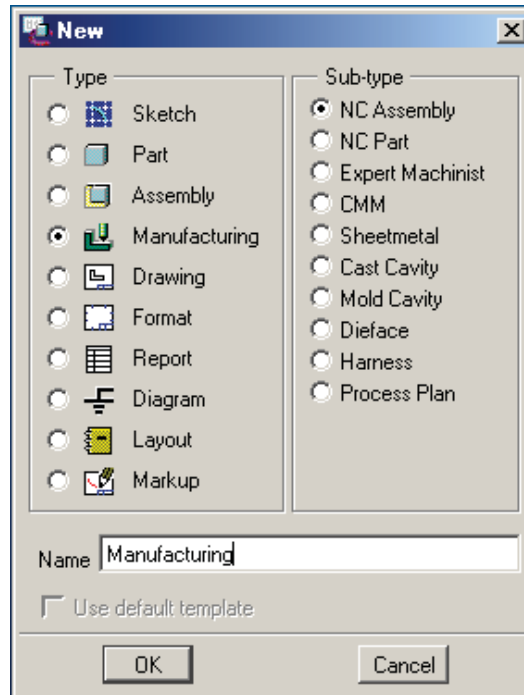 New
Type
Sketch
Part
Assembly
Manufacturing
Drawing
Format
Report
Diagram
Layout
Markup
Sub-type
NC Assembly
NC Part
Expert Machinist
CMM
Sheetmetal
Cast Cavity
Mold Cavity
Dieface
Harness
Process Plan
Name Manufacturing
Use default template
OK Cancel